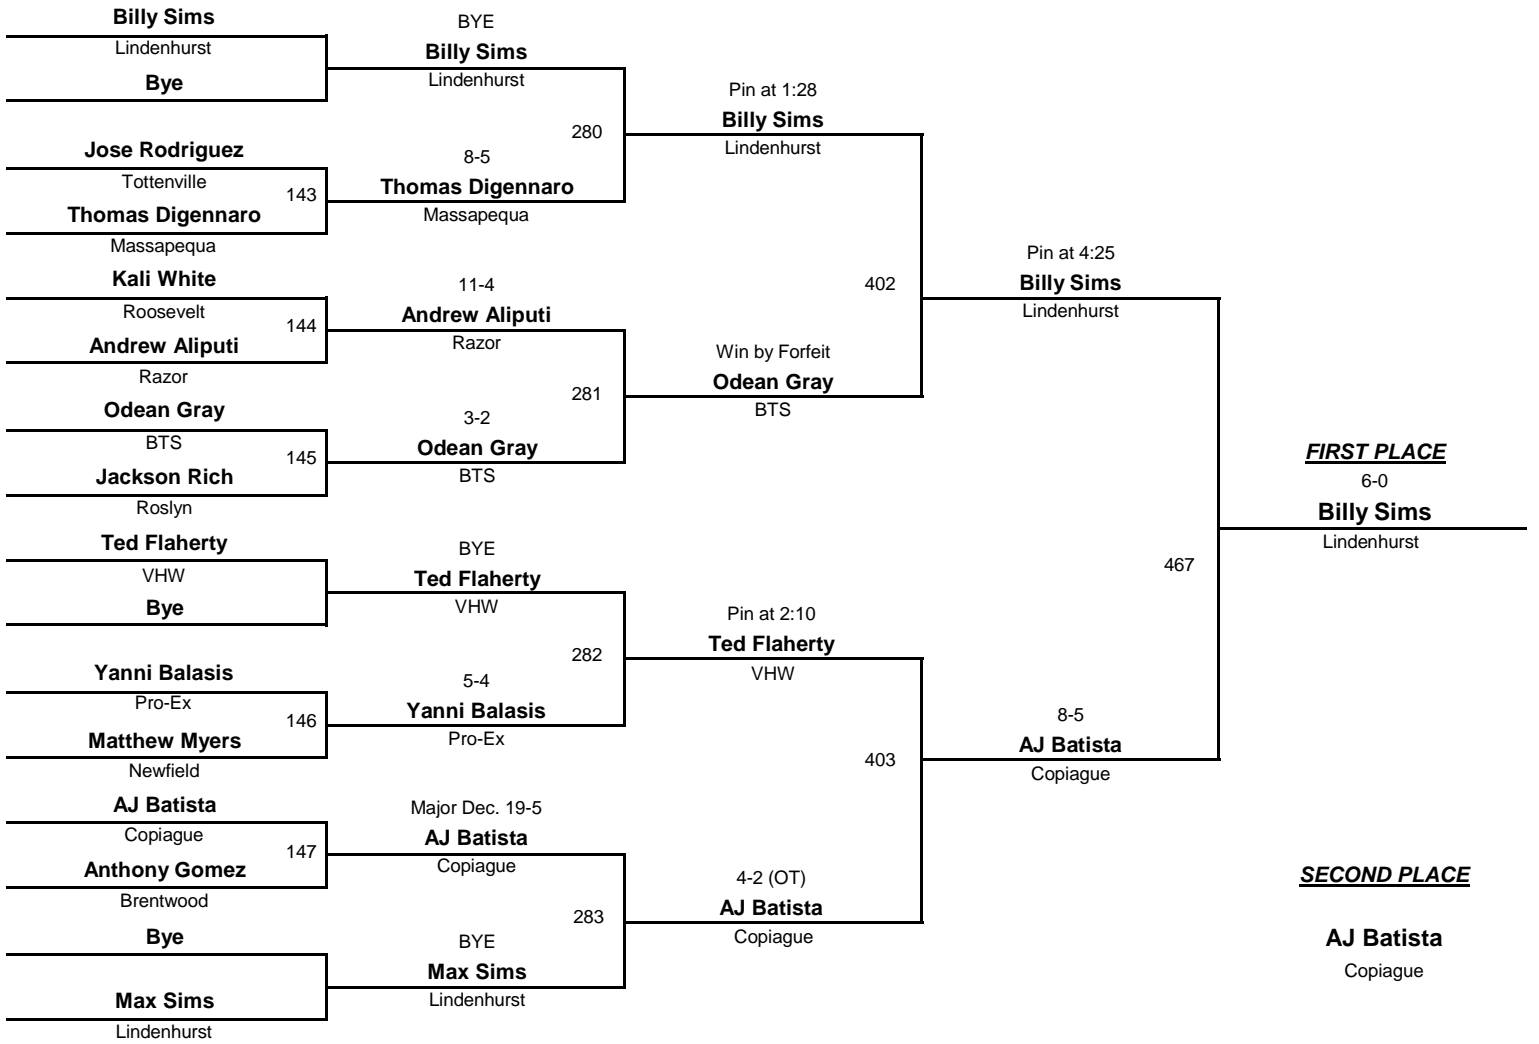 Billy Sims
Lindenhurst
Bye
Jose Rodriguez
Tottenville
143
Thomas Digennaro
Massapequa
Kali White
Roosevelt
144
Andrew Aliputi
Razor
Odean Gray
BTS
145
Jackson Rich
Roslyn
Ted Flaherty
VHW
Bye
Yanni Balasis
Pro-Ex
146
Matthew Myers
Newfield
AJ Batista
Copiague
147
Anthony Gomez
Brentwood
Bye
Max Sims
Lindenhurst
BYE
Billy Sims
Lindenhurst
280
8-5
Thomas Digennaro
Massapequa
11-4
Andrew Aliputi
Razor
281
3-2
Odean Gray
BTS
BYE
Ted Flaherty
VHW
282
5-4
Yanni Balasis
Pro-Ex
Major Dec. 19-5
AJ Batista
Copiague
283
BYE
Max Sims
Lindenhurst
Pin at 1:28
Billy Sims
Lindenhurst
402
Win by Forfeit
Odean Gray
BTS
Pin at 2:10
Ted Flaherty
VHW
403
4-2 (OT)
AJ Batista
Copiague
Pin at 4:25
Billy Sims
Lindenhurst
467
8-5
AJ Batista
Copiague
FIRST PLACE
6-0
Billy Sims
Lindenhurst
SECOND PLACE
AJ Batista
Copiague